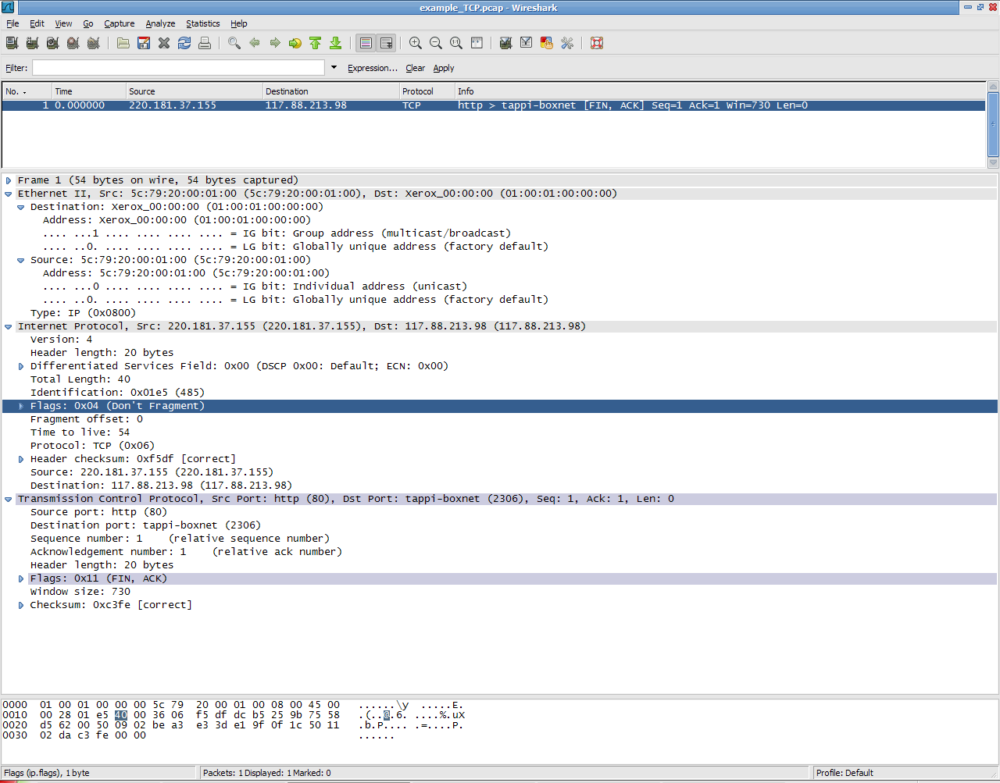 example_TCP.pcap - Wireshark
File Edit View Go Capture Analyze Statistics Help
Filter: Expression... Clear Apply
No. Time Source Destination Protocol Info
1 0.000000 220.181.37.155 117.88.213.98 TCP http > tappi-boxnet [FIN, ACK] Seq=1 Ack=1 Win=730 Len=0
Frame 1 (54 bytes on wire, 54 bytes captured)
Ethernet II, Src: 5c:79:20:00:01:00 (5c:79:20:00:01:00), Dst: Xerox_00:00:00 (01:00:01:00:00:00)
Destination: Xerox_00:00:00 (01:00:01:00:00:00)
Address: Xerox_00:00:00 (01:00:01:00:00:00)
.... ...1 .... .... .... .... = IG bit: Group address (multicast/broadcast)
.... ..0. .... .... .... .... = LG bit: Globally unique address (factory default)
Source: 5c:79:20:00:01:00 (5c:79:20:00:01:00)
Address: 5c:79:20:00:01:00 (5c:79:20:00:01:00)
.... ...0 .... .... .... .... = IG bit: Individual address (unicast)
.... ..0. .... .... .... .... = LG bit: Globally unique address (factory default)
Type: IP (0x0800)
Internet Protocol, Src: 220.181.37.155 (220.181.37.155), Dst: 117.88.213.98 (117.88.213.98)
Version: 4
Header length: 20 bytes
Differentiated Services Field: 0x00 (DSCP 0x00: Default; ECN: 0x00)
Total Length: 40
Identification: 0x01e5 (485)
Flags: 0x04 (Don't Fragment)
Fragment offset: 0
Time to live: 54
Protocol: TCP (0x06)
Header checksum: 0xf5df [correct]
Source: 220.181.37.155 (220.181.37.155)
Destination: 117.88.213.98 (117.88.213.98)
Transmission Control Protocol, Src Port: http (80), Dst Port: tappi-boxnet (2306), Seq: 1, Ack: 1, Len: 0
Source port: http (80)
Destination port: tappi-boxnet (2306)
Sequence number: 1 (relative sequence number)
Acknowledgement number: 1 (relative ack number)
Header length: 20 bytes
Flags: 0x11 (FIN, ACK)
Window size: 730
Checksum: 0xc3fe [correct]
0000 01 00 01 00 00 00 5c 79 20 00 01 00 08 00 45 00 ......\y .....E.
0010 00 28 01 e5 40 00 36 06 f5 df dc b5 25 9b 75 58 .(..@.6. ....%.uX
0020 d5 62 00 50 09 02 be a3 e3 3d e1 9f 0f 1c 50 11 .b.P.... .=....P.
0030 02 da c3 fe 00 00 ......
Flags (ip.flags), 1 byte Packets: 1 Displayed: 1 Marked: 0 Profile: Default